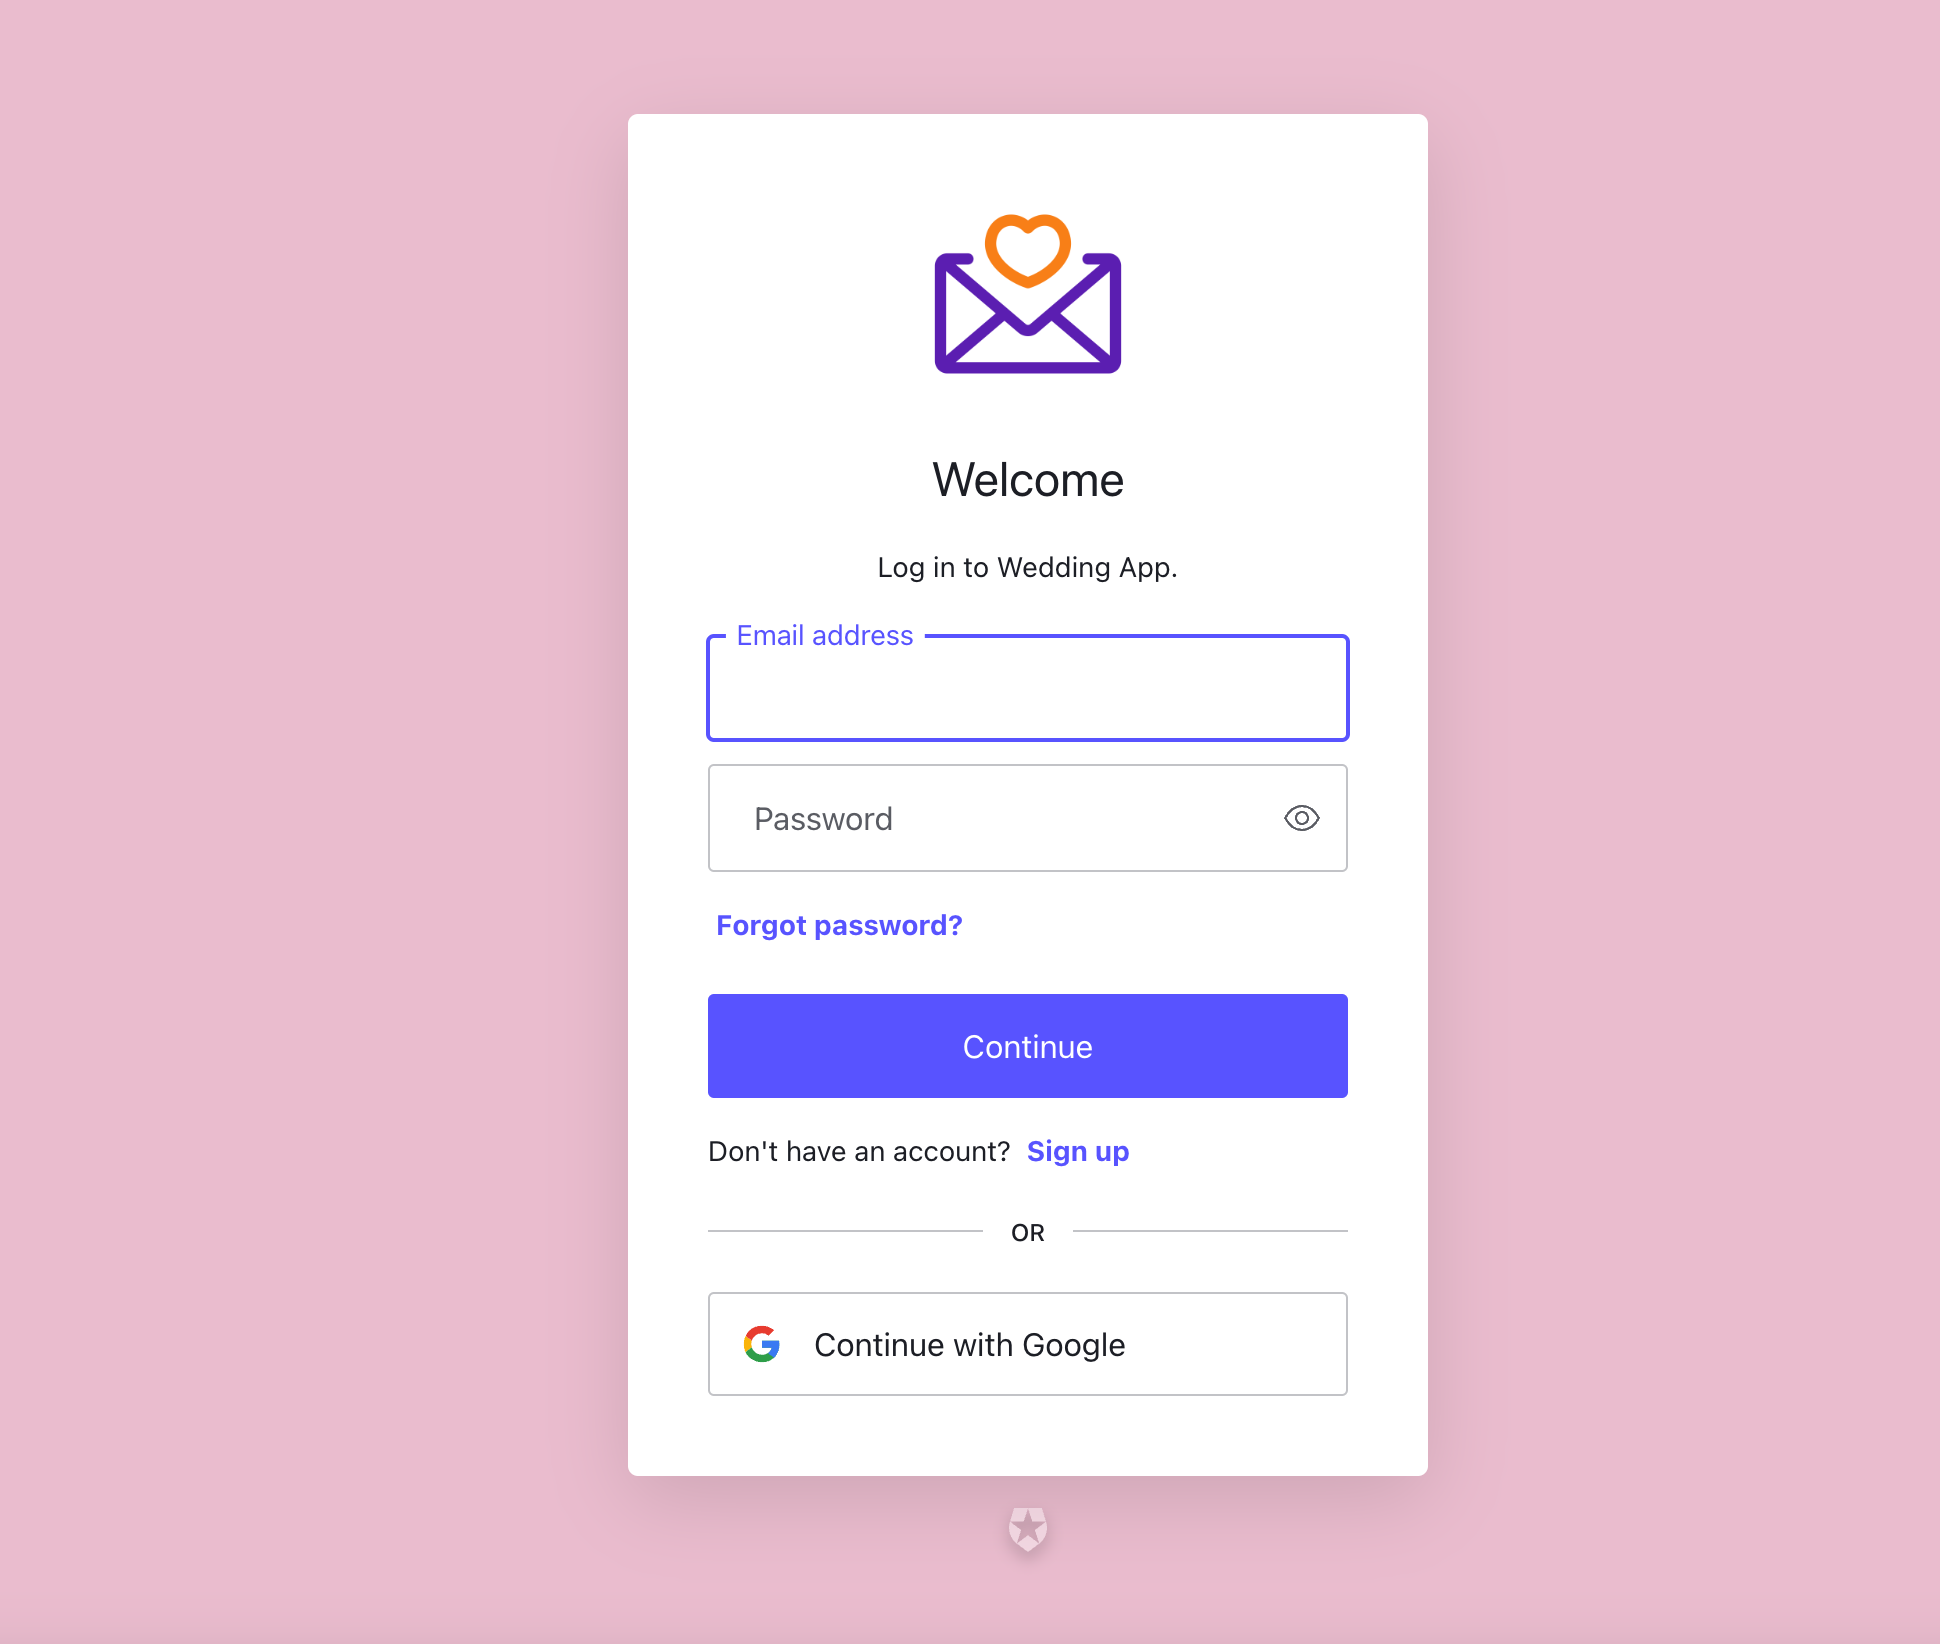 Welcome
Log in to Wedding App.
Email address
Password
Forgot password?
Continue
Don't have an account? Sign up
OR
Continue with Google